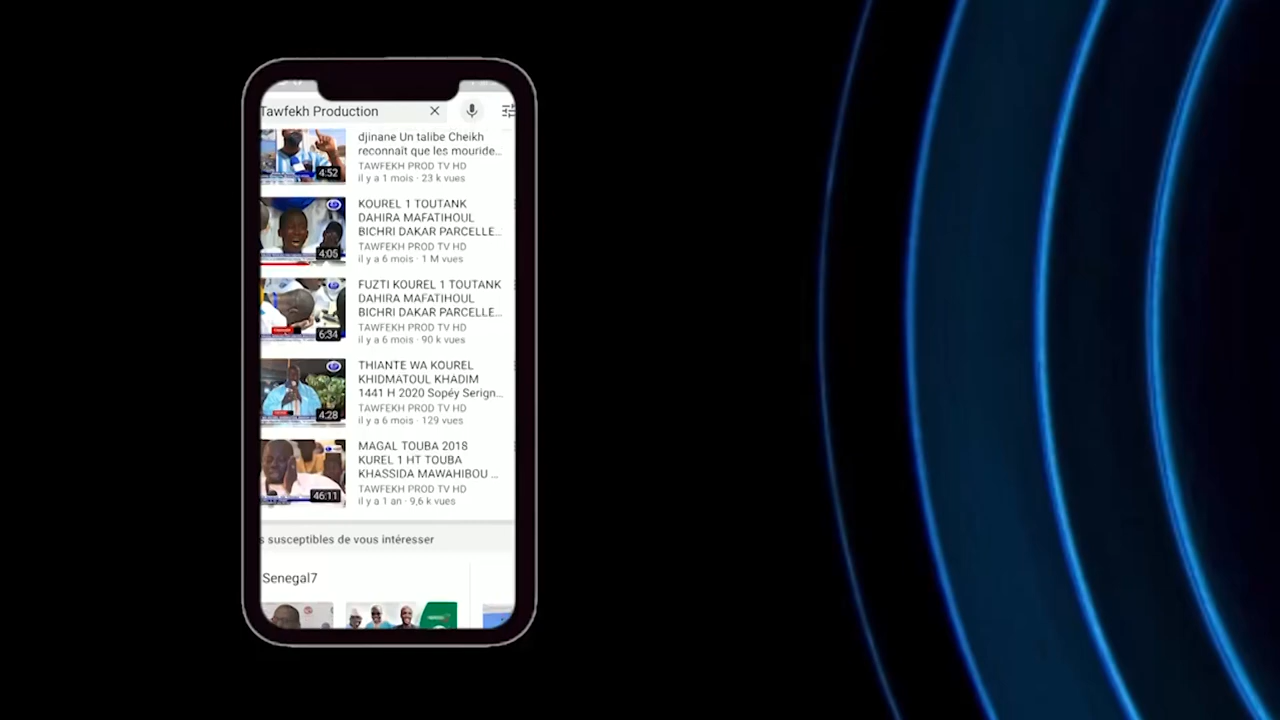 Tawfekh Production
djinane Un talibe Cheikh
reconnaît que les mouride...
TAWFEKH PROD TV HD
il y a 1 mois · 23 k vues
4:52
KOUREL 1 TOUTANK
DAHIRA MAFATIHOUL
BICHRI DAKAR PARCELLE...
TAWFEKH PROD TV HD
il y a 6 mois · 1 M vues
4:05
FUZTI KOUREL 1 TOUTANK
DAHIRA MAFATIHOUL
BICHRI DAKAR PARCELLE...
TAWFEKH PROD TV HD
il y a 6 mois · 90 k vues
6:34
THIANTE WA KOUREL
KHIDMATOUL KHADIM
1441 H 2020 Sopéy Serign...
TAWFEKH PROD TV HD
il y a 6 mois · 129 vues
4:28
MAGAL TOUBA 2018
KUREL 1 HT TOUBA
KHASSIDA MAWAHIBOU ...
TAWFEKH PROD TV HD
il y a 1 an · 9,6 k vues
46:11
s susceptibles de vous intéresser
Senegal7